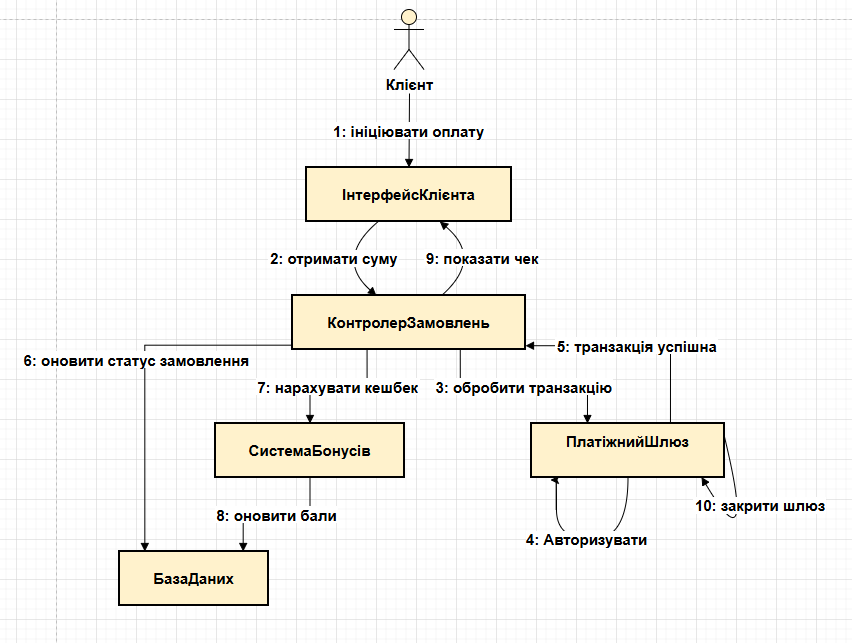 Клієнт
1: ініціювати оплату
ІнтерфейсКлієнта
2: отримати суму
9: показати чек
КонтролерЗамовлень
5: транзакція успішна
6: оновити статус замовлення
7: нарахувати кешбек
3: обробити транзакцію
СистемаБонусів
ПлатіжнийШлюз
10: закрити шлюз
8: оновити бали
4: Авторизувати
БазаДаних